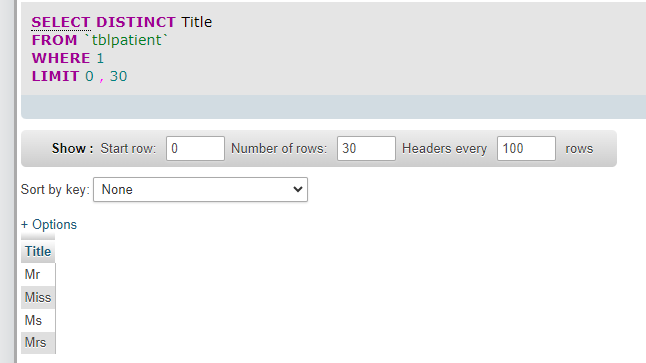 SELECT DISTINCT Title
FROM `tblpatient`
WHERE 1
LIMIT 0 , 30
Show : Start row: 0 Number of rows: 30 Headers every 100 rows
Sort by key: None
+ Options
Title
Mr
Miss
Ms
Mrs